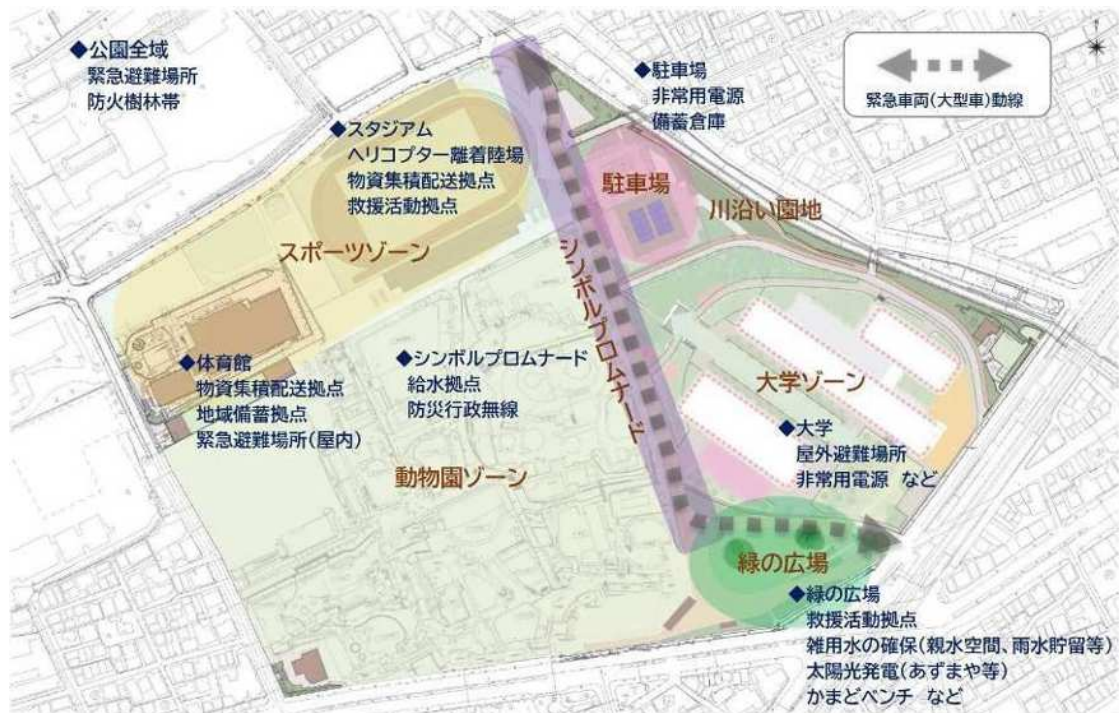 ◆公園全域
緊急避難場所
防火樹林帯
◆駐車場
非常用電源
備蓄倉庫
緊急車両(大型車)動線
◆スタジアム
ヘリコプター離着陸場
物資集積配送拠点
救援活動拠点
駐車場
川沿い園地
スポーツゾーン
シンボルプロムナード
◆体育館
物資集積配送拠点
地域備蓄拠点
緊急避難場所(屋内)
◆シンボルプロムナード
給水拠点
防災行政無線
大学ゾーン
◆大学
屋外避難場所
非常用電源 など
動物園ゾーン
緑の広場
◆緑の広場
救援活動拠点
雑用水の確保(親水空間、雨水貯留等)
太陽光発電(あずまや等)
かまどベンチ など